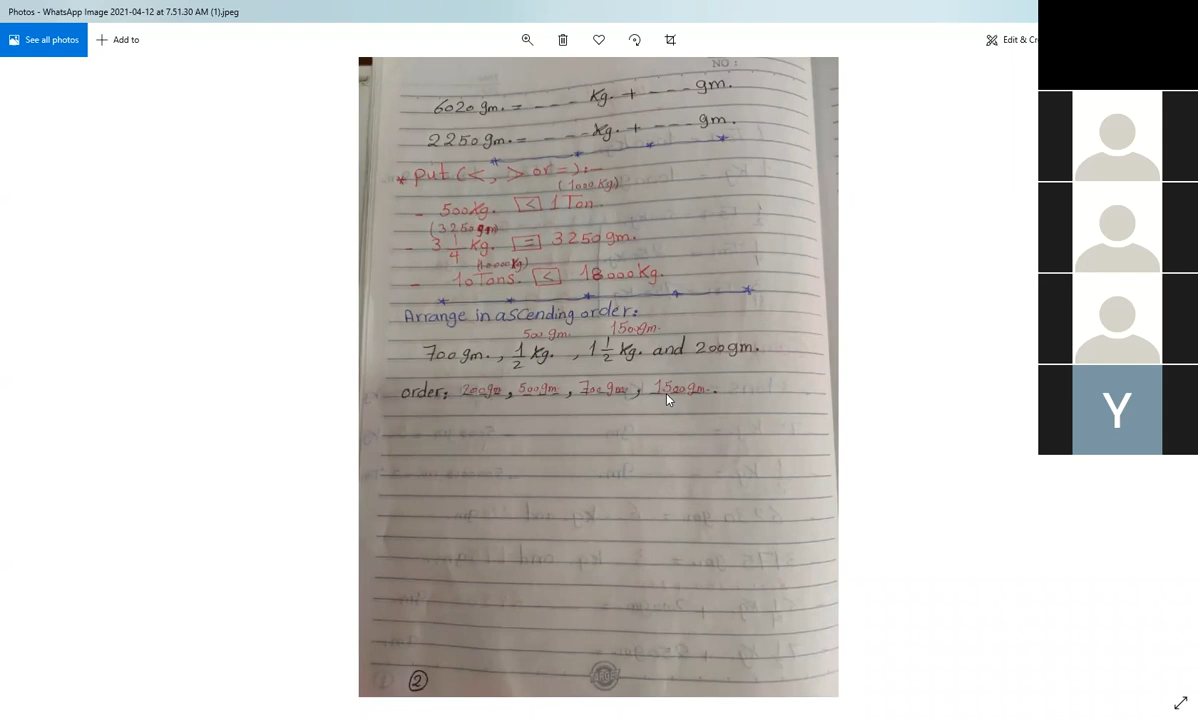 Photos - WhatsApp Image 2021-04-12 at 7.51.30 AM (1).jpeg
See all photos
Add to
Edit & Cr
NO :
6020 gm. = ---- Kg. + --- gm.
2250 gm. = ---- Kg. + --- gm.
* put (<, > or =):-
(1000 Kg)
- 500 Kg. < 1 Ton.
(3250 gm)
- 3 1/4 Kg. = 3250 gm.
(10000 Kg)
- 10 Tons. < 18000 Kg.
Arrange in ascending order:
500 gm. 1500 gm.
700 gm., 1/2 Kg. , 1 1/2 Kg. and 200 gm.
order; 200 gm, 500 gm, 700 gm, 1500 gm.
2
Y